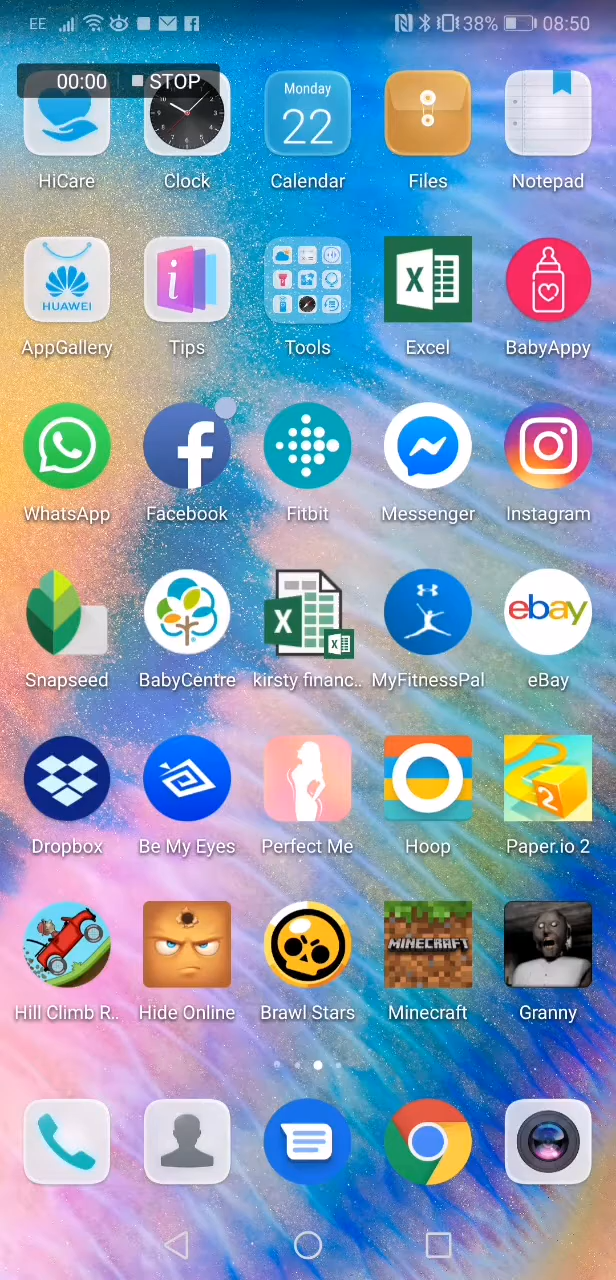 EE 38% 08:50
00:00 STOP
Monday
22
HiCare Clock Calendar Files Notepad
HUAWEI
AppGallery Tips Tools Excel BabyAppy
WhatsApp Facebook Fitbit Messenger Instagram
ebay
Snapseed BabyCentre kirsty financ.. MyFitnessPal eBay
2
Dropbox Be My Eyes Perfect Me Hoop Paper.io 2
MINECRAFT
Hill Climb R.. Hide Online Brawl Stars Minecraft Granny